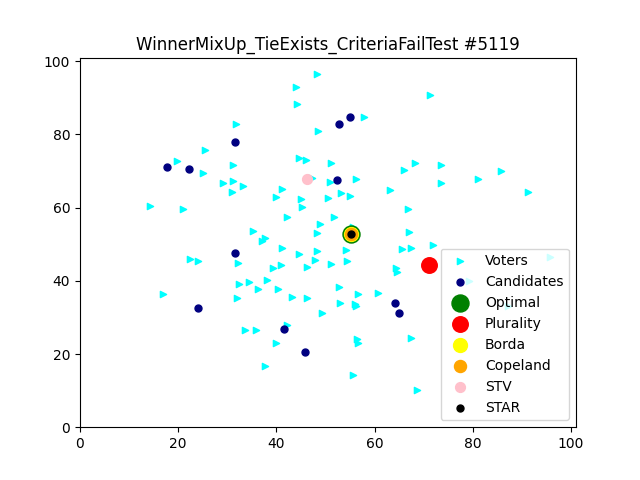 WinnerMixUp_TieExists_CriteriaFailTest #5119
100
80
60
40
20
0
0 20 40 60 80 100
Voters
Candidates
Optimal
Plurality
Borda
Copeland
STV
STAR